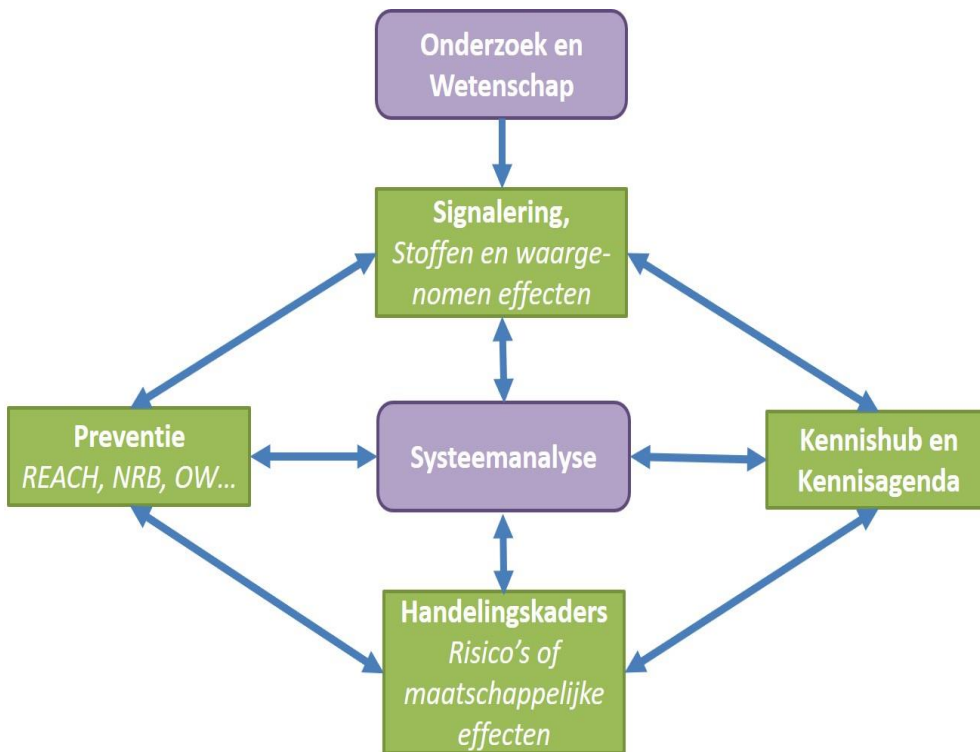 Onderzoek en
Wetenschap
Signalering,
Stoffen en waarge-
nomen effecten
Preventie
REACH, NRB, OW...
Systeemanalyse
Kennishub en
Kennisagenda
Handelingskaders
Risico's of
maatschappelijke
effecten